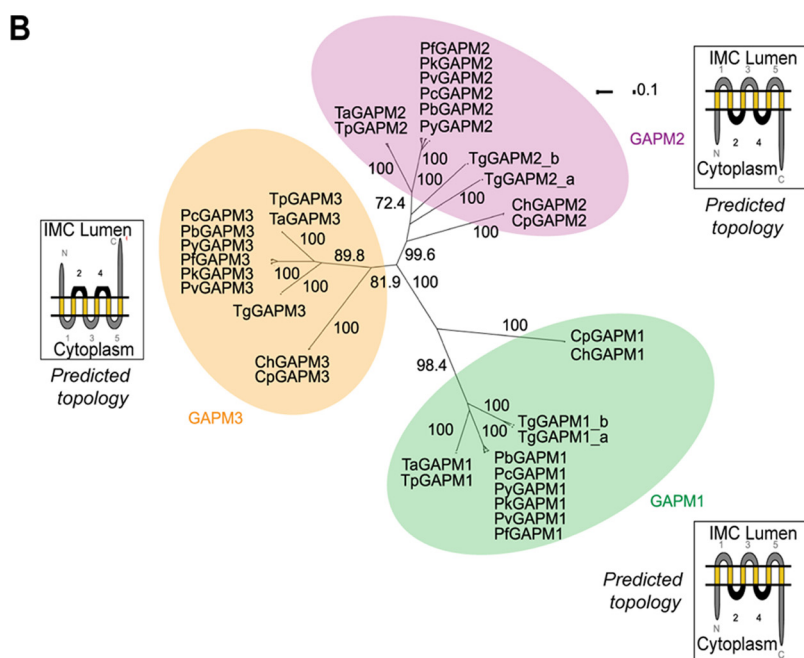 B
PfGAPM2
PkGAPM2
PvGAPM2
PcGAPM2
PbGAPM2
PyGAPM2
TaGAPM2
TpGAPM2
100
100
100
TgGAPM2_b
TgGAPM2_a
100
ChGAPM2
CpGAPM2
100
72.4
99.6
GAPM2
0.1
IMC Lumen
1 3 5
2 4
N
Cytoplasm
C
Predicted
topology
TpGAPM3
TaGAPM3
100
PcGAPM3
PbGAPM3
PyGAPM3
PfGAPM3
PkGAPM3
PvGAPM3
100
89.8
81.9
100
TgGAPM3
100
ChGAPM3
CpGAPM3
GAPM3
IMC Lumen
C
N
2 4
1 3 5
Cytoplasm
Predicted
topology
100
100
CpGAPM1
ChGAPM1
98.4
100
TgGAPM1_b
TgGAPM1_a
100
100
TaGAPM1
TpGAPM1
PbGAPM1
PcGAPM1
PyGAPM1
PkGAPM1
PvGAPM1
PfGAPM1
GAPM1
IMC Lumen
1 3 5
2 4
N
Cytoplasm
C
Predicted
topology